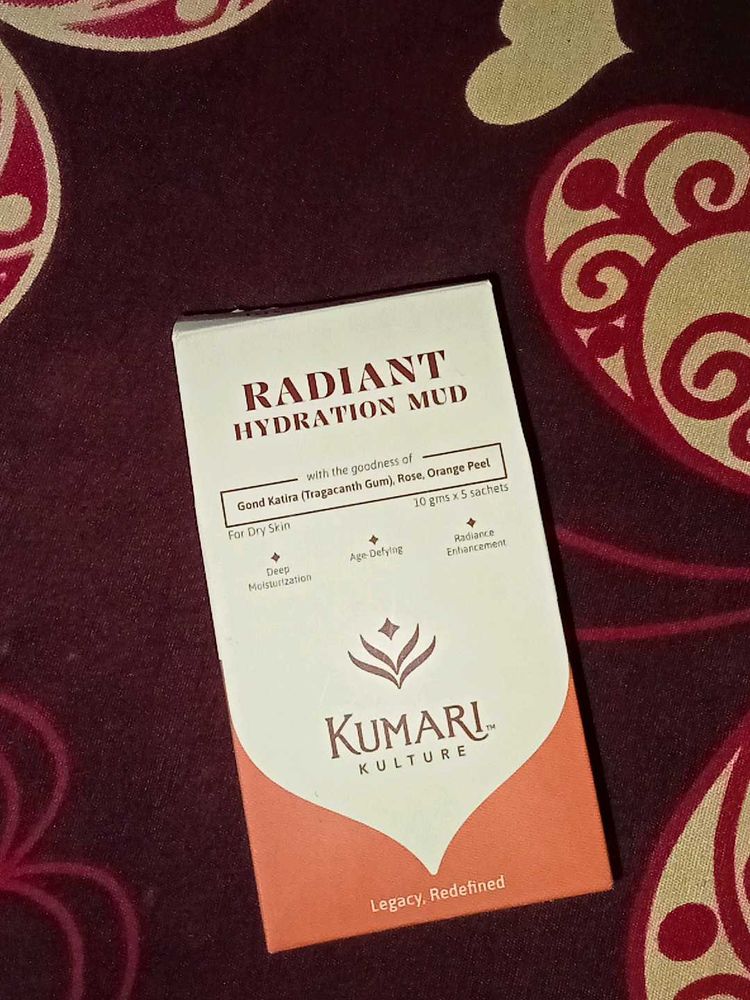 RADIANT
HYDRATION MUD
with the goodness of
Gond Katira (Tragacanth Gum), Rose, Orange Peel
For Dry Skin
10 gms x 5 sachets
Deep
Moisturization
Age-Defying
Radiance
Enhancement
KUMARI™
KULTURE
Legacy, Redefined